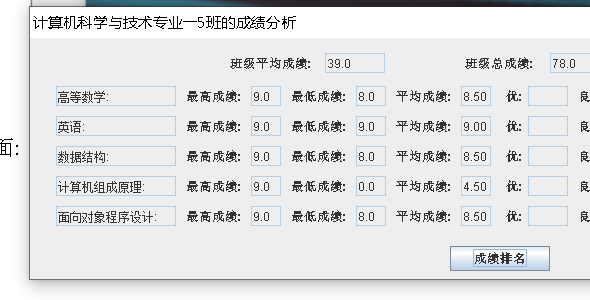 计算机科学与技术专业一5班的成绩分析
班级平均成绩: 39.0 班级总成绩: 78.0
高等数学: 最高成绩: 9.0 最低成绩: 8.0 平均成绩: 8.50 优: 良
英语: 最高成绩: 9.0 最低成绩: 9.0 平均成绩: 9.00 优: 良
面:
数据结构: 最高成绩: 9.0 最低成绩: 8.0 平均成绩: 8.50 优: 良
计算机组成原理: 最高成绩: 9.0 最低成绩: 0.0 平均成绩: 4.50 优: 良
面向对象程序设计: 最高成绩: 9.0 最低成绩: 8.0 平均成绩: 8.50 优: 良
成绩排名